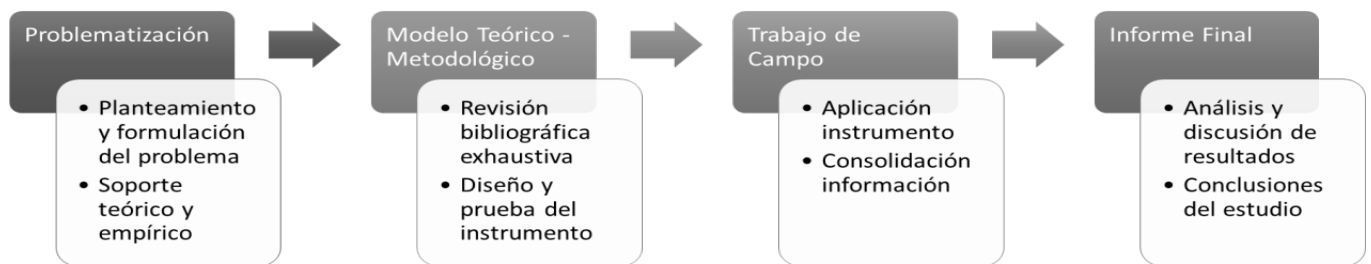 Problematización
• Planteamiento
y formulación
del problema
• Soporte
teórico y
empírico
Modelo Teórico -
Metodológico
• Revisión
bibliográfica
exhaustiva
• Diseño y
prueba del
instrumento
Trabajo de
Campo
• Aplicación
instrumento
• Consolidación
información
Informe Final
• Análisis y
discusión de
resultados
• Conclusiones
del estudio